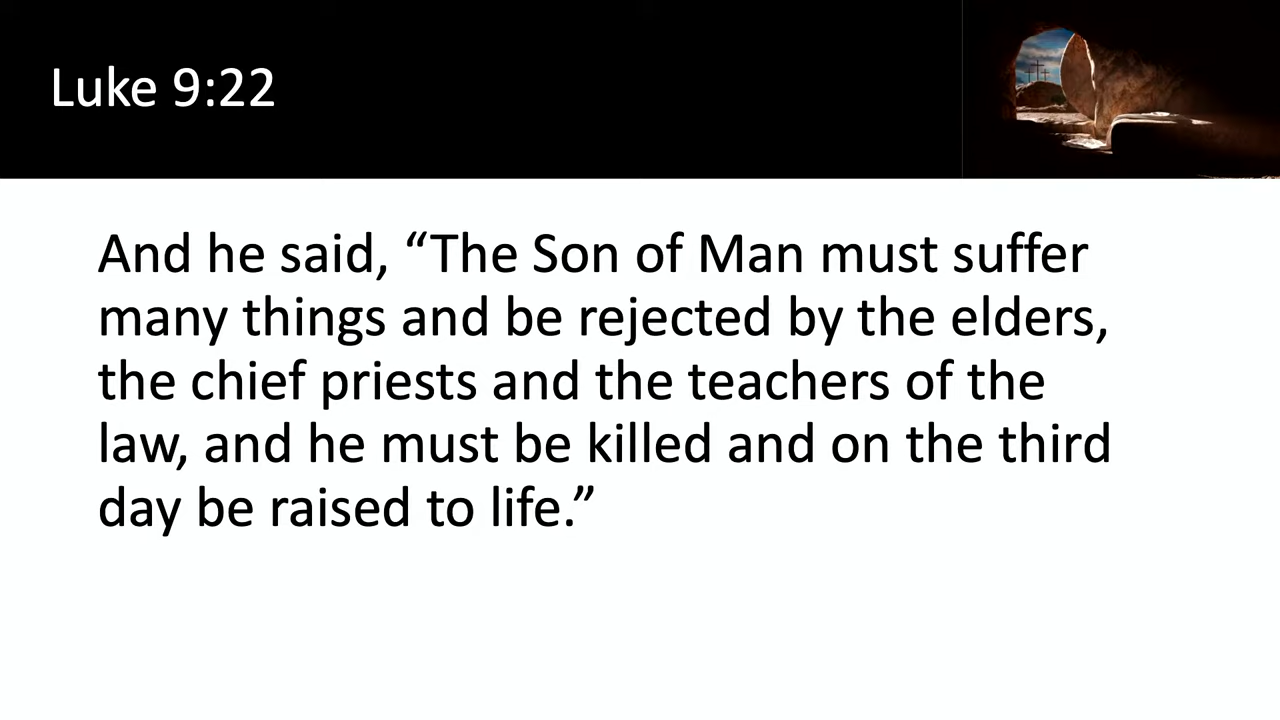 Luke 9:22
And he said, “The Son of Man must suffer
many things and be rejected by the elders,
the chief priests and the teachers of the
law, and he must be killed and on the third
day be raised to life.”